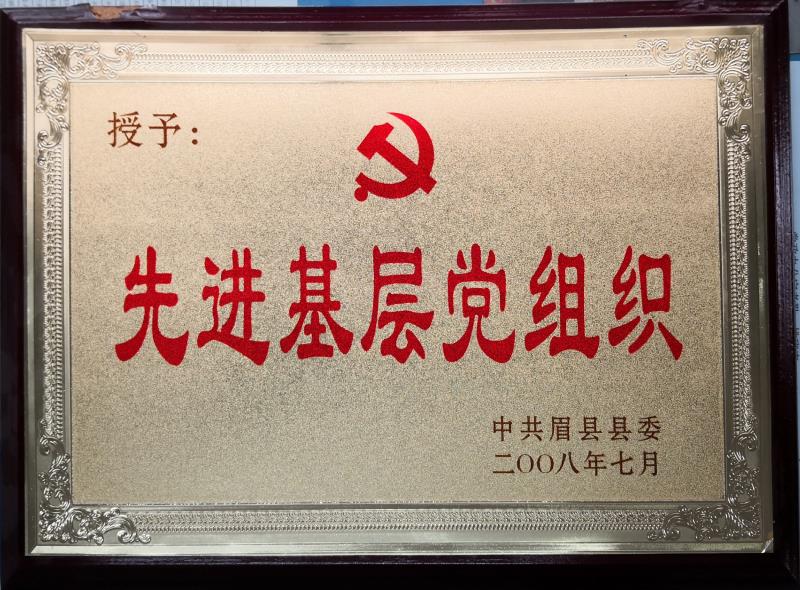 授予：
先进基层党组织
中共眉县县委
二OO八年七月